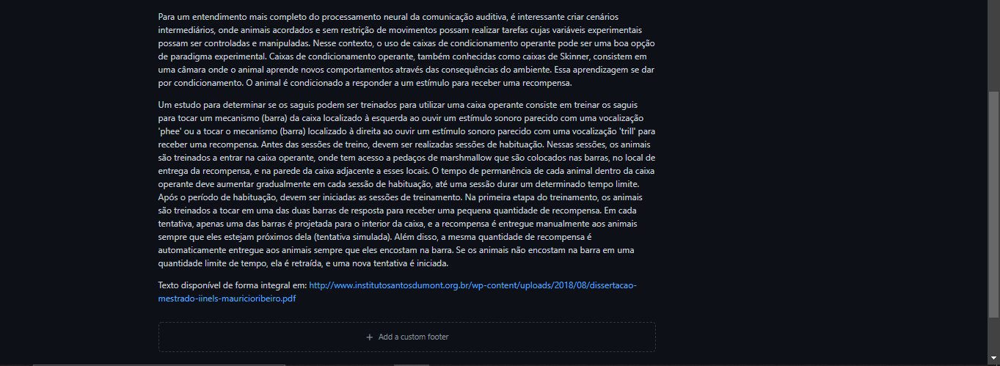 Para um entendimento mais completo do processamento neural da comunicação auditiva, é interessante criar cenários
intermediários, onde animais acordados e sem restrição de movimentos possam realizar tarefas cujas variáveis experimentais
possam ser controladas e manipuladas. Nesse contexto, o uso de caixas de condicionamento operante pode ser uma boa opção
de paradigma experimental. Caixas de condicionamento operante, também conhecidas como caixas de Skinner, consistem em
uma câmara onde o animal aprende novos comportamentos através das consequências do ambiente. Essa aprendizagem se dar
por condicionamento. O animal é condicionado a responder a um estímulo para receber uma recompensa.
Um estudo para determinar se os saguis podem ser treinados para utilizar uma caixa operante consiste em treinar os saguis
para tocar um mecanismo (barra) da caixa localizado à esquerda ao ouvir um estímulo sonoro parecido com uma vocalização
'phee' ou a tocar o mecanismo (barra) localizado à direita ao ouvir um estímulo sonoro parecido com uma vocalização 'trill' para
receber uma recompensa. Antes das sessões de treino, devem ser realizadas sessões de habituação. Nessas sessões, os animais
são treinados a entrar na caixa operante, onde tem acesso a pedaços de marshmallow que são colocados nas barras, no local de
entrega da recompensa, e na parede da caixa adjacente a esses locais. O tempo de permanência de cada animal dentro da caixa
operante deve aumentar gradualmente em cada sessão de habituação, até uma sessão durar um determinado tempo limite.
Após o período de habituação, devem ser iniciadas as sessões de treinamento. Na primeira etapa do treinamento, os animais
são treinados a tocar em uma das duas barras de resposta para receber uma pequena quantidade de recompensa. Em cada
tentativa, apenas uma das barras é projetada para o interior da caixa, e a recompensa é entregue manualmente aos animais
sempre que eles estejam próximos dela (tentativa simulada). Além disso, a mesma quantidade de recompensa é
automaticamente entregue aos animais sempre que eles encostam na barra. Se os animais não encostam na barra em uma
quantidade limite de tempo, ela é retraída, e uma nova tentativa é iniciada.
Texto disponível de forma integral em: http://www.institutosantosdumont.org.br/wp-content/uploads/2018/08/dissertacao-
mestrado-iinels-mauricioribeiro.pdf
+ Add a custom footer